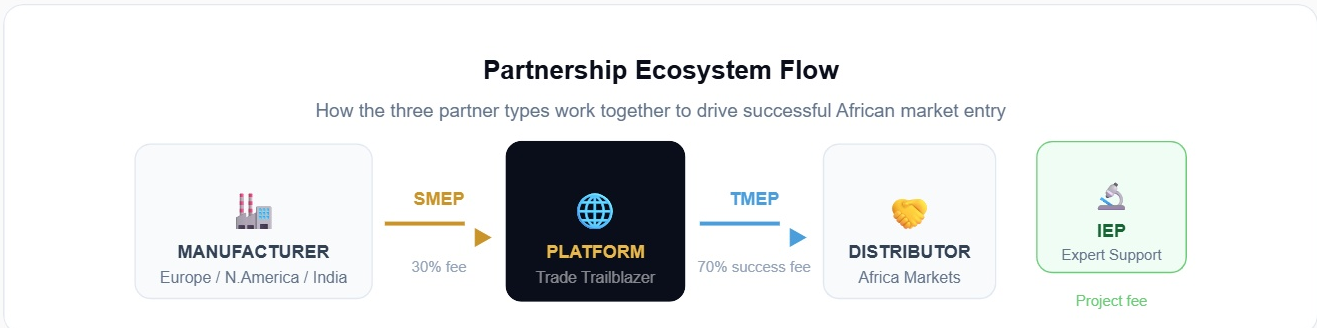 Partnership Ecosystem Flow
How the three partner types work together to drive successful African market entry
MANUFACTURER
Europe / N.America / India
SMEP
30% fee
PLATFORM
Trade Trailblazer
TMEP
70% success fee
DISTRIBUTOR
Africa Markets
IEP
Expert Support
Project fee